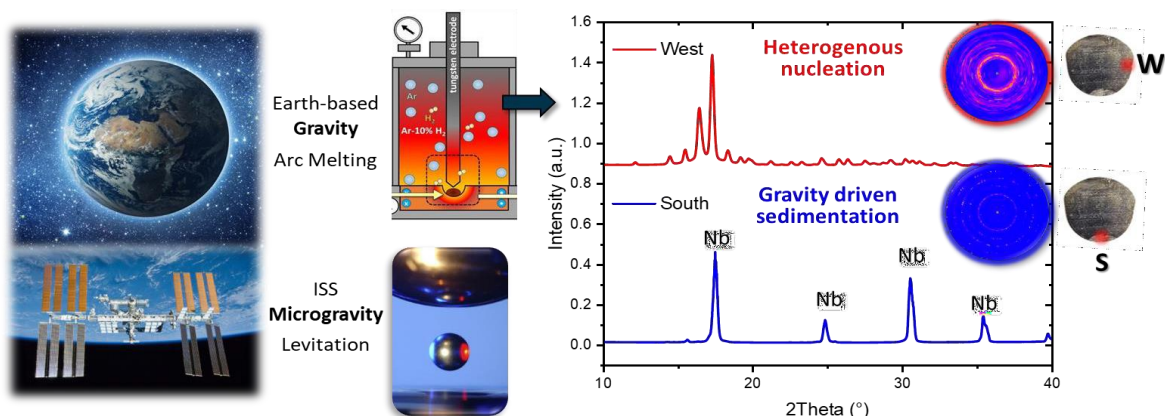 Earth-based
Gravity
Arc Melting
tungsten electrode
Ar
H₂
Ar-10% H₂
ISS
Microgravity
Levitation
Intensity (a.u.)
1.6
1.4
1.2
1.0
0.8
0.6
0.4
0.2
0.0
West
Heterogenous
nucleation
W
South
Gravity driven
sedimentation
S
Nb
Nb
Nb
Nb
10
20
30
40
2Theta (°)